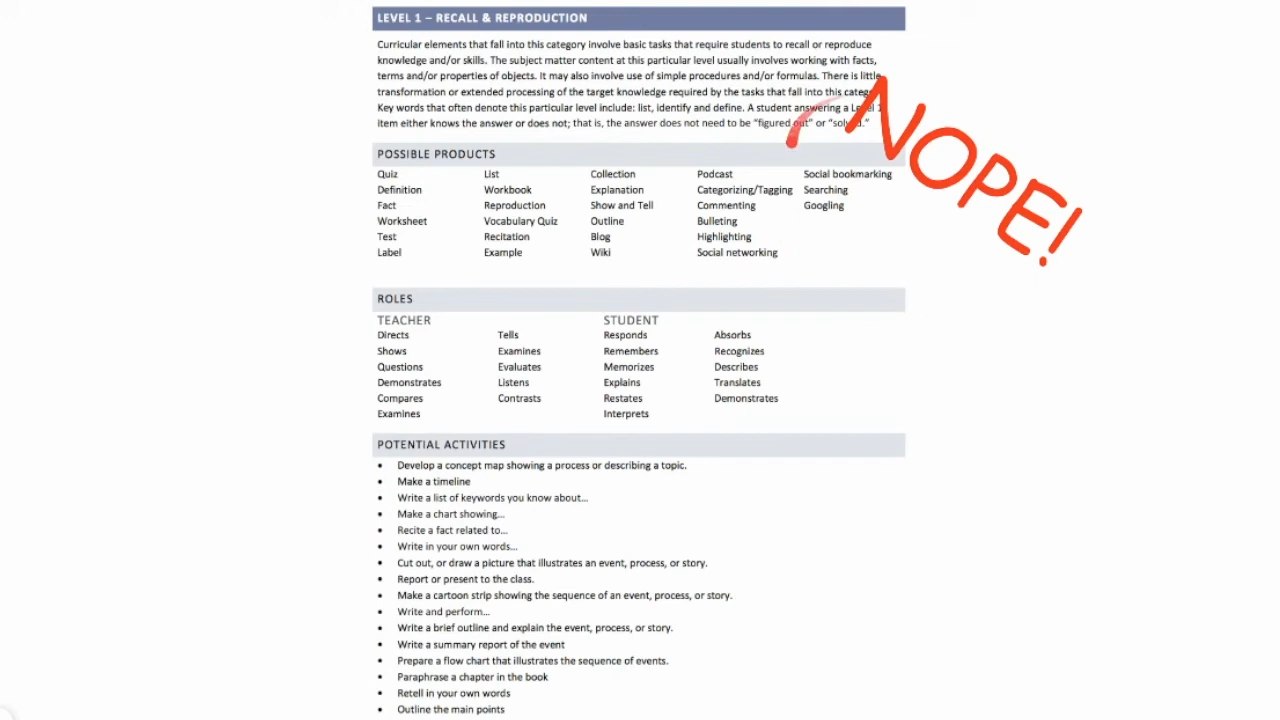 LEVEL 1 – RECALL & REPRODUCTION
Curricular elements that fall into this category involve basic tasks that require students to recall or reproduce
knowledge and/or skills. The subject matter content at this particular level usually involves working with facts,
terms and/or properties of objects. It may also involve use of simple procedures and/or formulas. There is little
transformation or extended processing of the target knowledge required by the tasks that fall into this
Key words that often denote this particular level include: list, identify and define. A student answering a Level 1
item either knows the answer or does not; that is, the answer does not need to be “figured out” or “solved.”
NOPE!
POSSIBLE PRODUCTS
Quiz List Collection Podcast Social bookmarking
Definition Workbook Explanation Categorizing/Tagging Searching
Fact Reproduction Show and Tell Commenting Googling
Worksheet Vocabulary Quiz Outline Bulleting
Test Recitation Blog Highlighting
Label Example Wiki Social networking
ROLES
TEACHER STUDENT
Directs Tells Responds Absorbs
Shows Examines Remembers Recognizes
Questions Evaluates Memorizes Describes
Demonstrates Listens Explains Translates
Compares Contrasts Restates Demonstrates
Examines Interprets
POTENTIAL ACTIVITIES
• Develop a concept map showing a process or describing a topic.
• Make a timeline
• Write a list of keywords you know about…
• Make a chart showing…
• Recite a fact related to…
• Write in your own words…
• Cut out, or draw a picture that illustrates an event, process, or story.
• Report or present to the class.
• Make a cartoon strip showing the sequence of an event, process, or story.
• Write and perform…
• Write a brief outline and explain the event, process, or story.
• Write a summary report of the event
• Prepare a flow chart that illustrates the sequence of events.
• Paraphrase a chapter in the book
• Retell in your own words
• Outline the main points